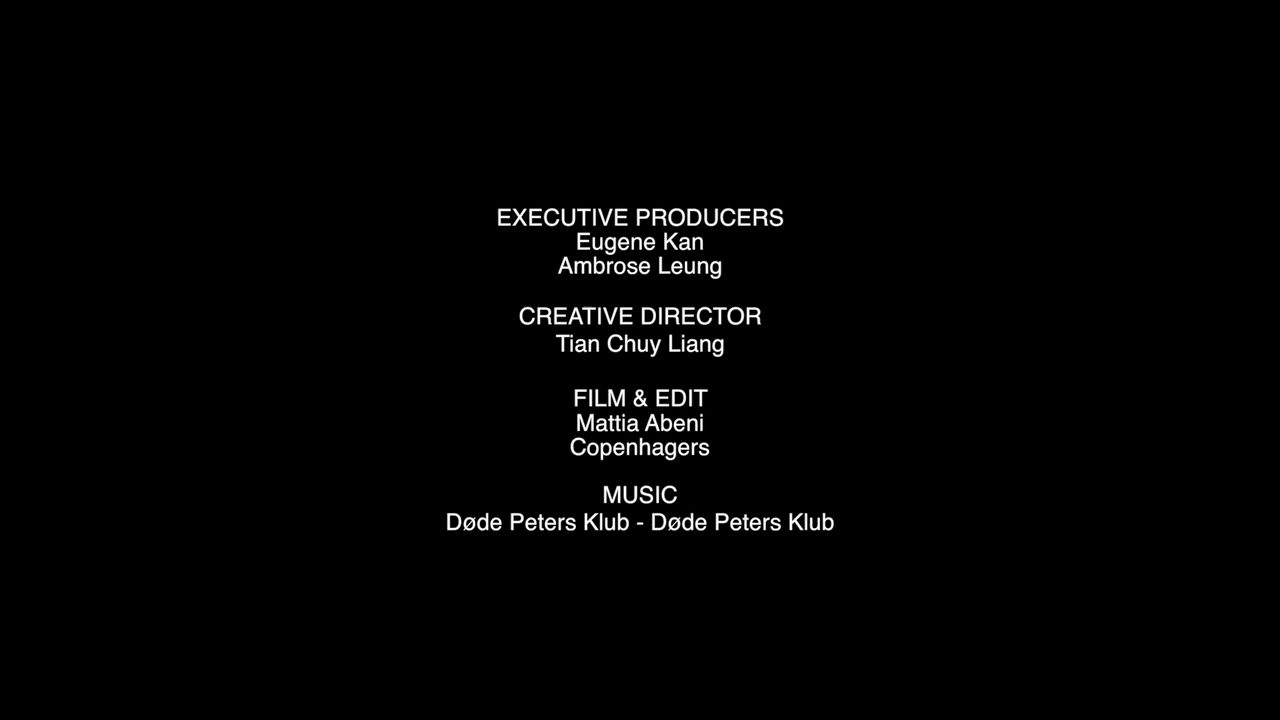 EXECUTIVE PRODUCERS
Eugene Kan
Ambrose Leung
CREATIVE DIRECTOR
Tian Chuy Liang
FILM & EDIT
Mattia Abeni
Copenhagers
MUSIC
Døde Peters Klub - Døde Peters Klub